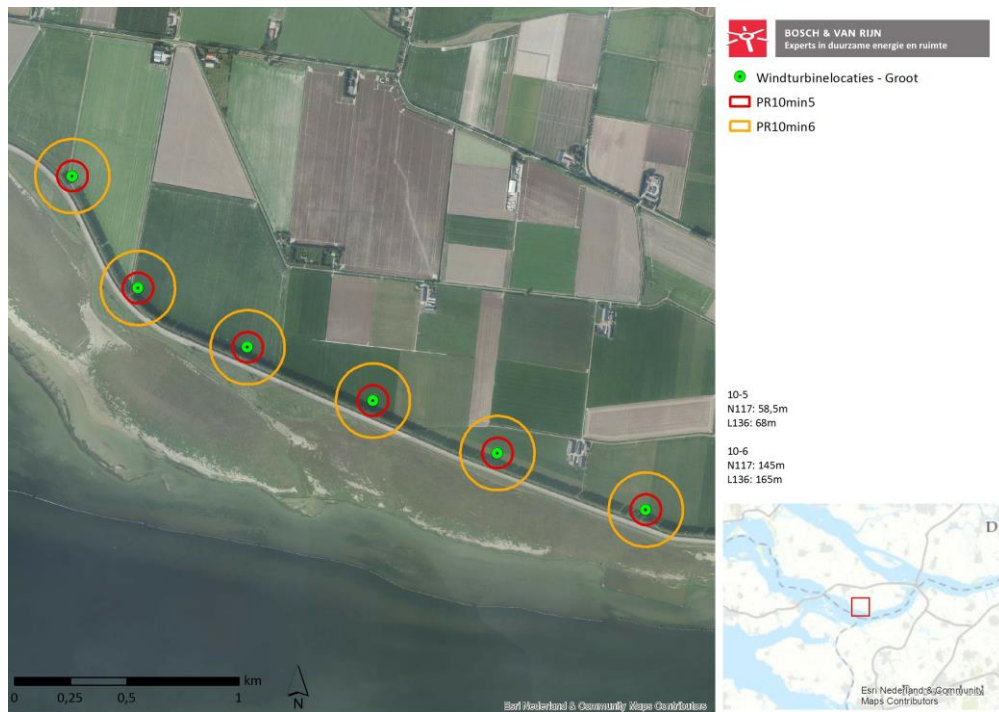 BOSCH & VAN RIJN
Experts in duurzame energie en ruimte
Windturbinelocaties - Groot
PR10min5
PR10min6
10-5
N117: 58,5m
L136: 68m
10-6
N117: 145m
L136: 165m
D
km
0 0,25 0,5 1
N
Esri Nederland & Community Maps Contributors
Esri Nederland & Community
Maps Contributors